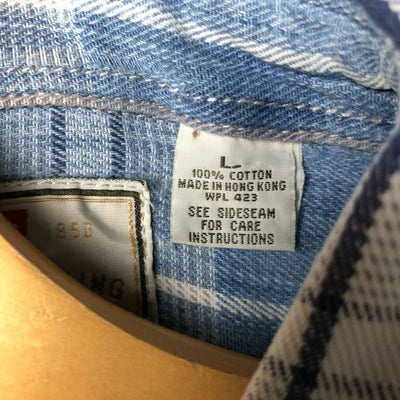 L
100% COTTON
MADE IN HONG KONG
WPL 423
SEE SIDESEAM
FOR CARE
INSTRUCTIONS